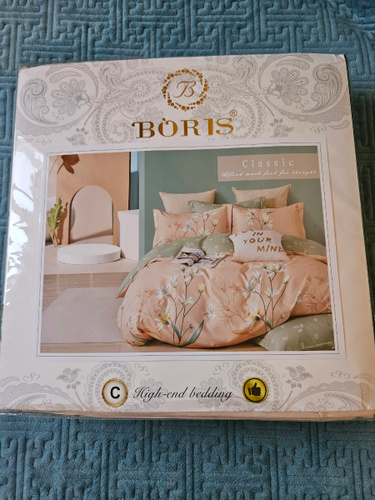 B
BORIS®
Classic
IN
YOUR
MIND
C High-end bedding